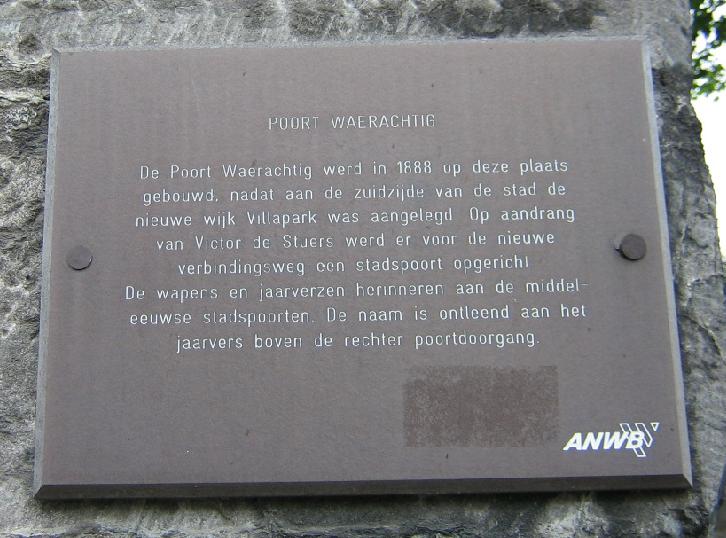 POORT WAERACHTIG
De Poort Waerachtig werd in 1888 op deze plaats
gebouwd, nadat aan de zuidzijde van de stad de
nieuwe wijk Villapark was aangelegd. Op aandrang
van Victor de Stuers werd er voor de nieuwe
verbindingsweg een stadspoort opgericht
De wapens en jaarverzen herinneren aan de middel-
eeuwse stadspoorten. De naam is ontleend aan het
jaarvers boven de rechter poortdoorgang.
ANWB